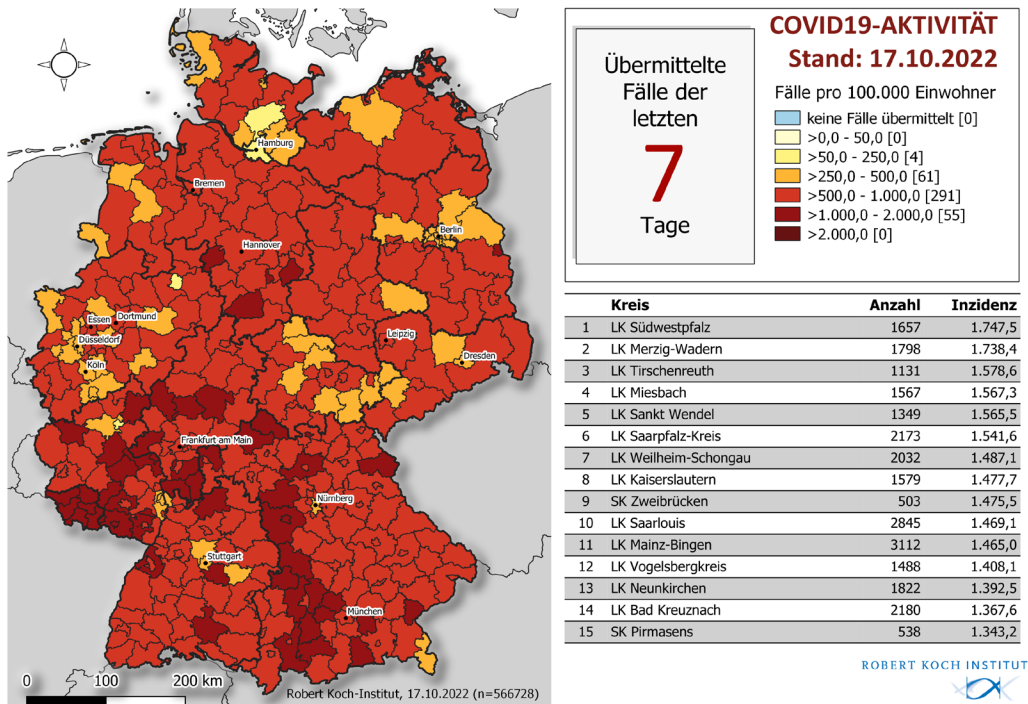 COVID19-AKTIVITÄT
Stand: 17.10.2022
Übermittelte
Fälle der
letzten
7
Tage
Fälle pro 100.000 Einwohner
keine Fälle übermittelt [0]
>0,0 - 50,0 [0]
>50,0 - 250,0 [4]
>250,0 - 500,0 [61]
>500,0 - 1.000,0 [291]
>1.000,0 - 2.000,0 [55]
>2.000,0 [0]
Hamburg
Bremen
Berlin
Hannover
Essen
Dortmund
Düsseldorf
Leipzig
Köln
Dresden
Frankfurt am Main
Nürnberg
Stuttgart
München
0 100 200 km
Robert Koch-Institut, 17.10.2022 (n=566728)
Kreis Anzahl Inzidenz
1 LK Südwestpfalz 1657 1.747,5
2 LK Merzig-Wadern 1798 1.738,4
3 LK Tirschenreuth 1131 1.578,6
4 LK Miesbach 1567 1.567,3
5 LK Sankt Wendel 1349 1.565,5
6 LK Saarpfalz-Kreis 2173 1.541,6
7 LK Weilheim-Schongau 2032 1.487,1
8 LK Kaiserslautern 1579 1.477,7
9 SK Zweibrücken 503 1.475,5
10 LK Saarlouis 2845 1.469,1
11 LK Mainz-Bingen 3112 1.465,0
12 LK Vogelsbergkreis 1488 1.408,1
13 LK Neunkirchen 1822 1.392,5
14 LK Bad Kreuznach 2180 1.367,6
15 SK Pirmasens 538 1.343,2
ROBERT KOCH INSTITUT